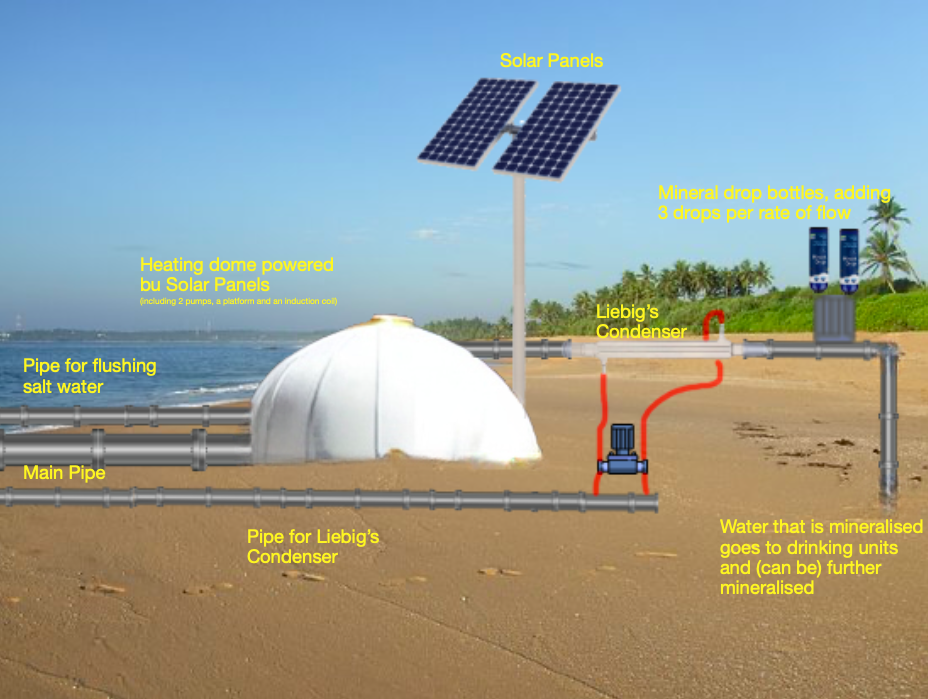 Solar Panels
Mineral drop bottles, adding
3 drops per rate of flow
Heating dome powered
bu Solar Panels
(including 2 pumps, a platform and an induction coil)
Liebig's
Condenser
Pipe for flushing
salt water
Main Pipe
Pipe for Liebig's
Condenser
Water that is mineralised
goes to drinking units
and (can be) further
mineralised